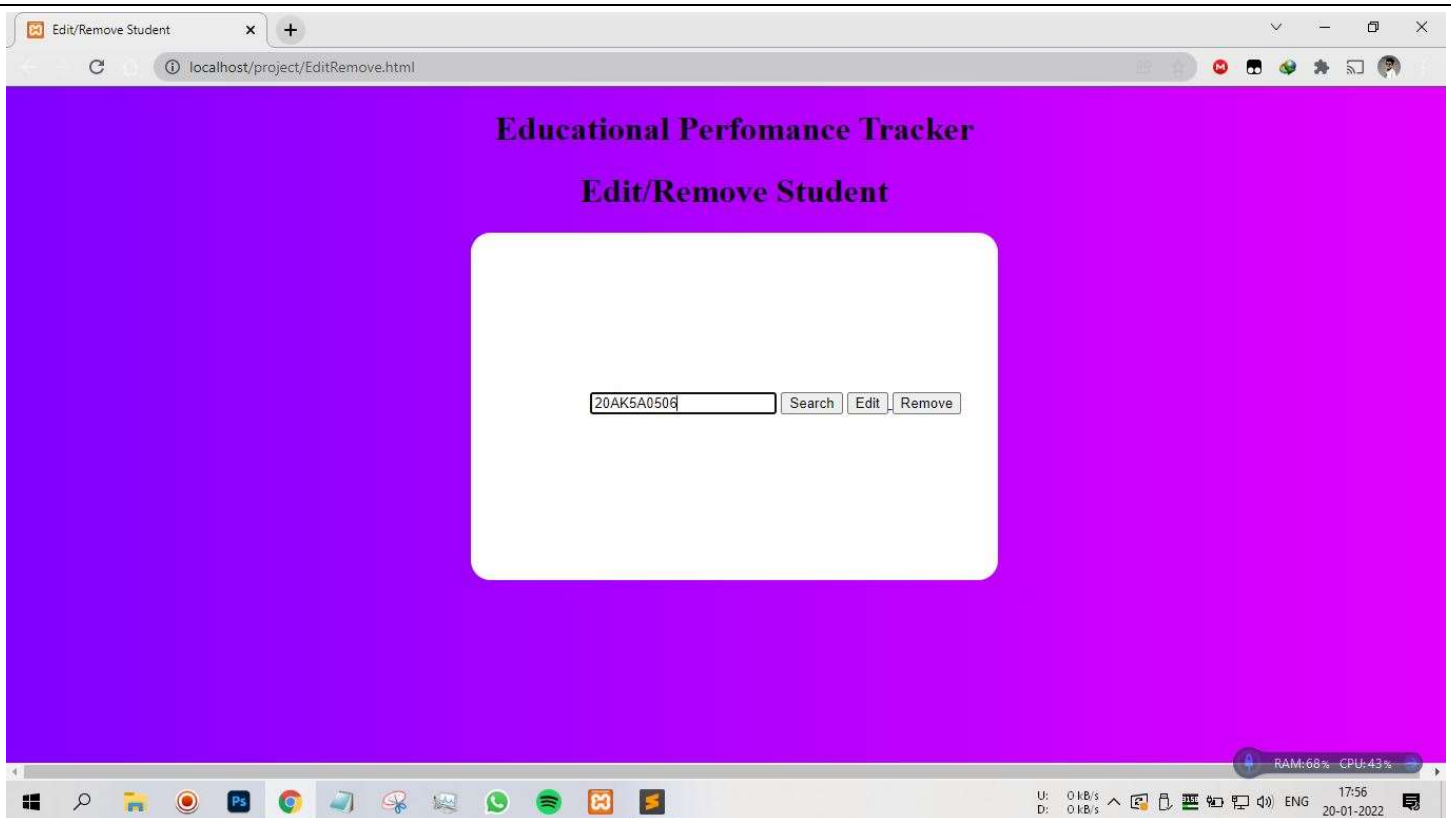 Edit/Remove Student
localhost/project/EditRemove.html
Educational Perfomance Tracker
Edit/Remove Student
20AK5A0506 Search Edit Remove
RAM:68% CPU:43%
Ps
U: 0 kB/s
D: 0 kB/s
ENG
17:56
20-01-2022